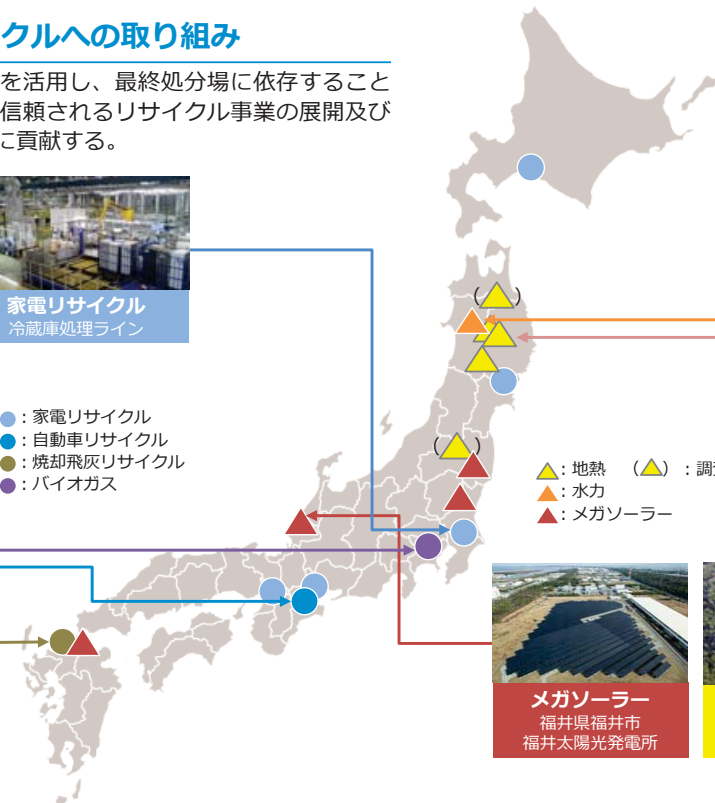 クルへの取り組み
を活用し、最終処分場に依存すること
信頼されるリサイクル事業の展開及び
に貢献する。
家電リサイクル
冷蔵庫処理ライン
：家電リサイクル
：自動車リサイクル
：焼却飛灰リサイクル
：バイオガス
（ ）
（ ）
：地熱 （ ）：調査
：水力
：メガソーラー
メガソーラー
福井県福井市
福井太陽光発電所